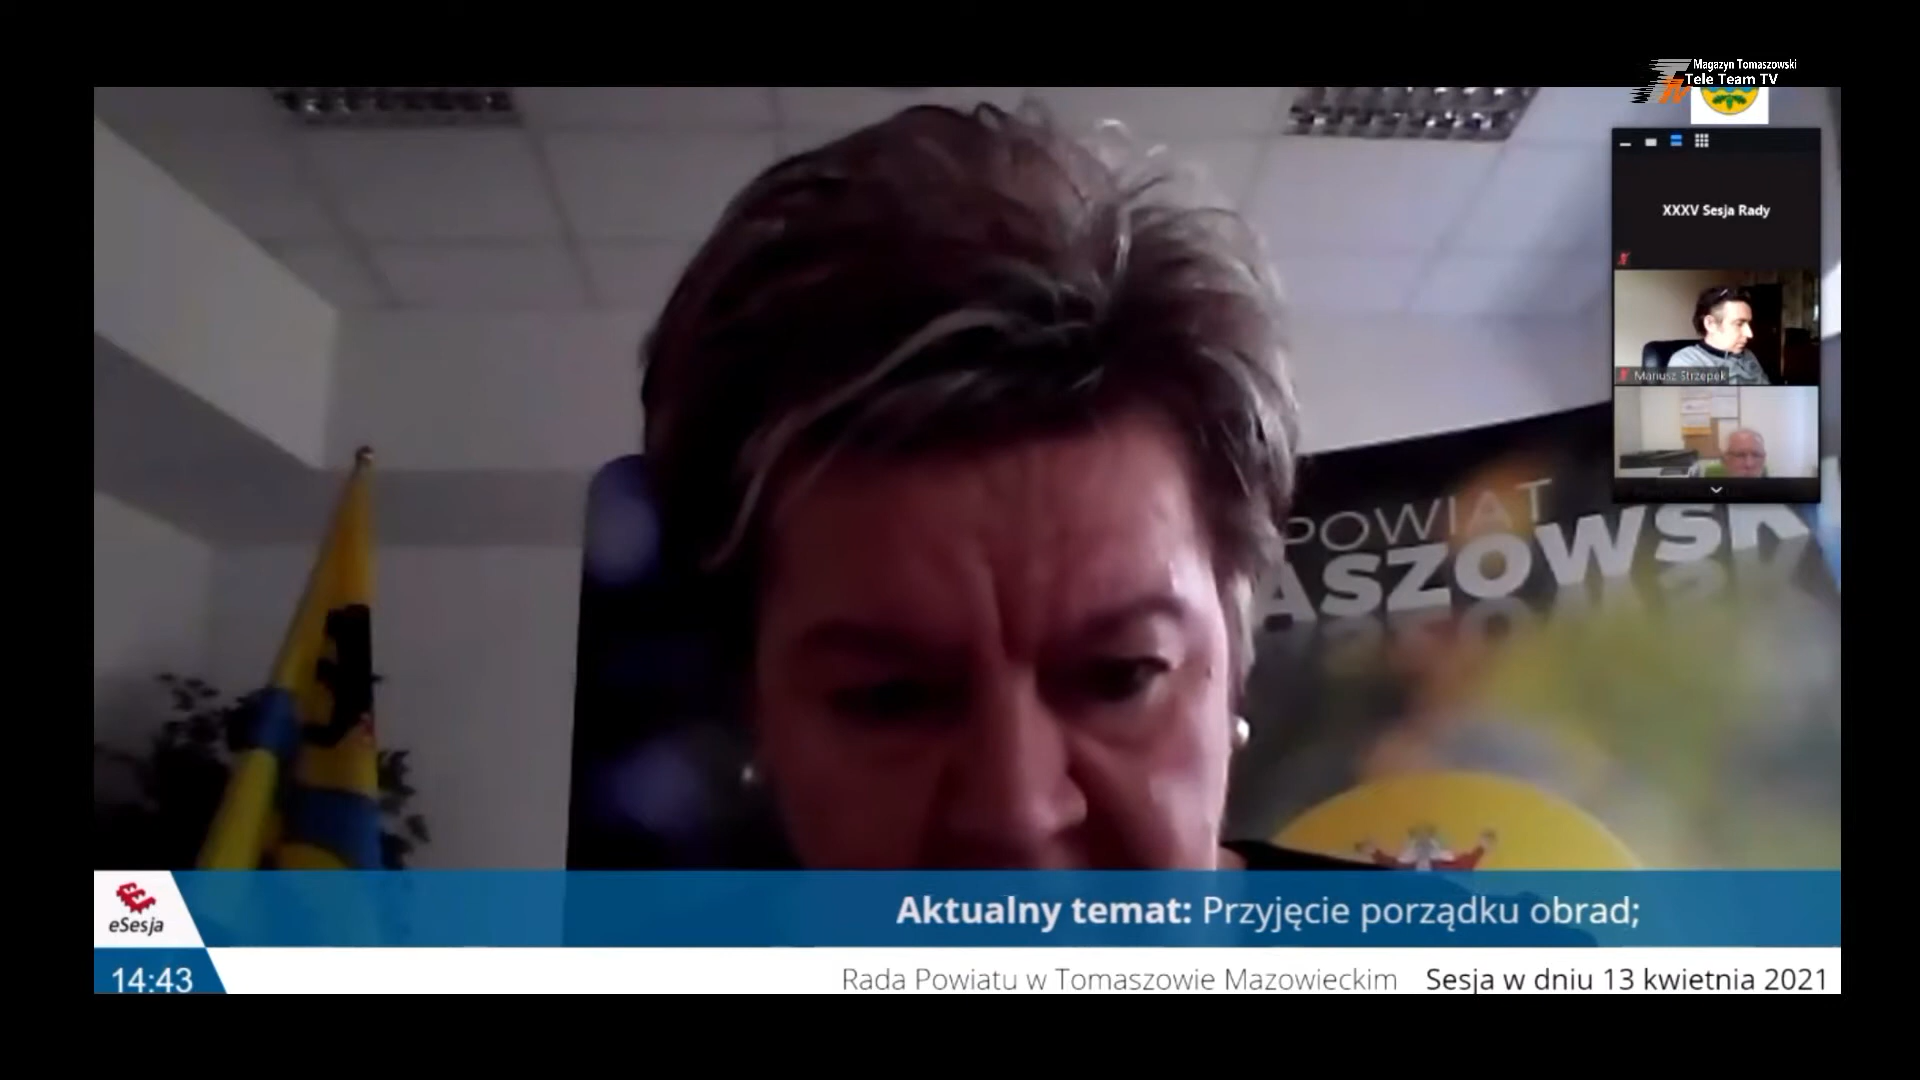 Magazyn Tomaszowski
Tele Team TV
XXXV Sesja Rady
Mariusz Strzępek
POWIAT
ASZOWSK
Aktualny temat: Przyjęcie porządku obrad;
eSesja
14:43
Rada Powiatu w Tomaszowie Mazowieckim Sesja w dniu 13 kwietnia 2021